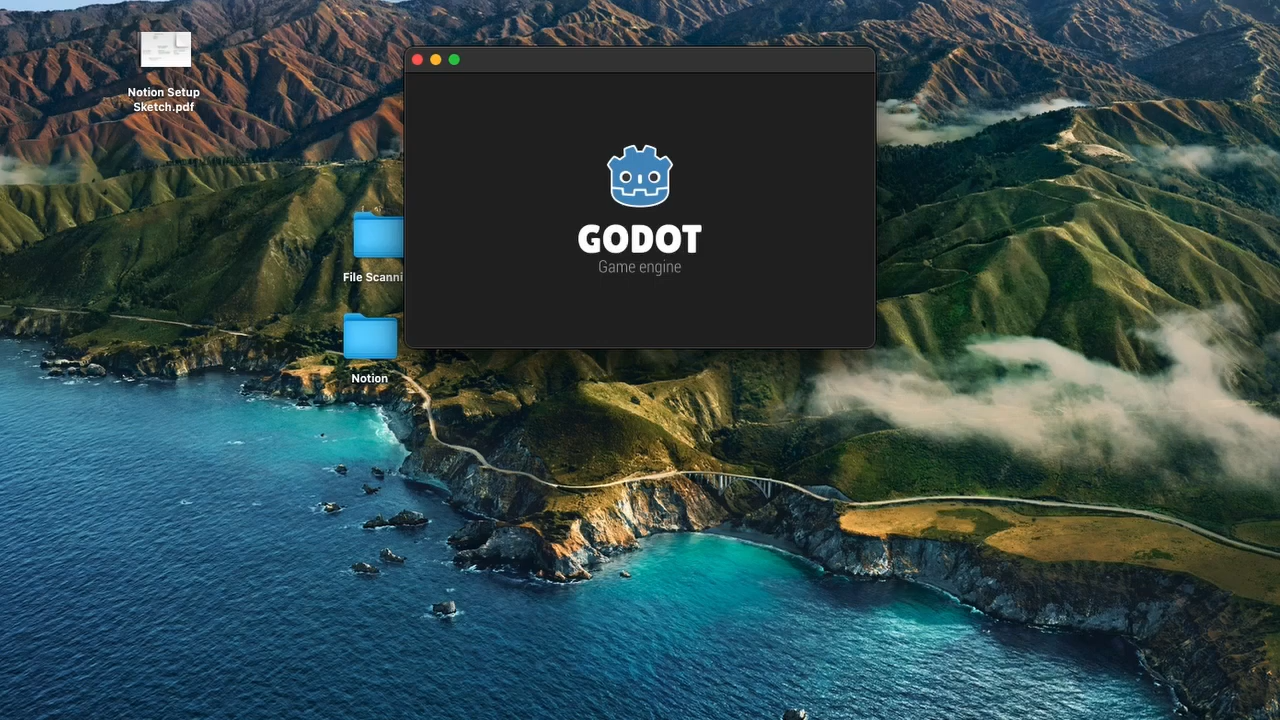 Notion Setup
Sketch.pdf
GODOT
Game engine
File Scanni
Notion